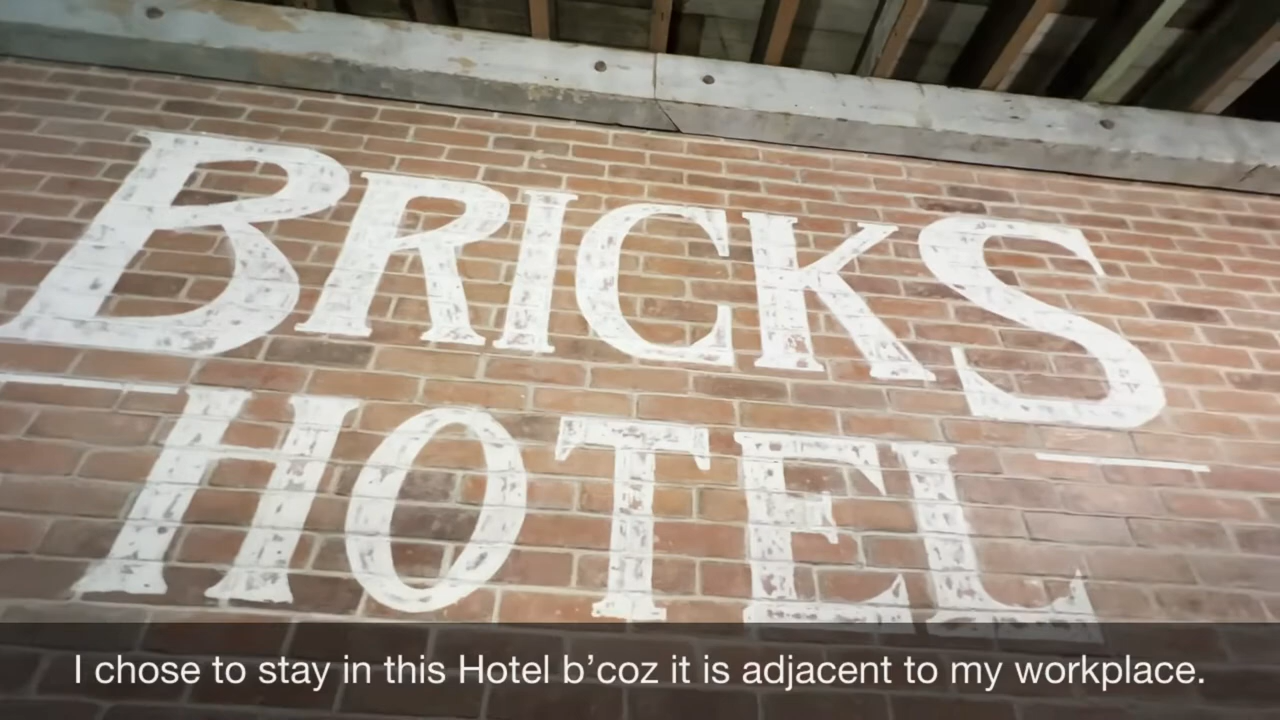 BRICKS
HOTEL
I chose to stay in this Hotel b’coz it is adjacent to my workplace.